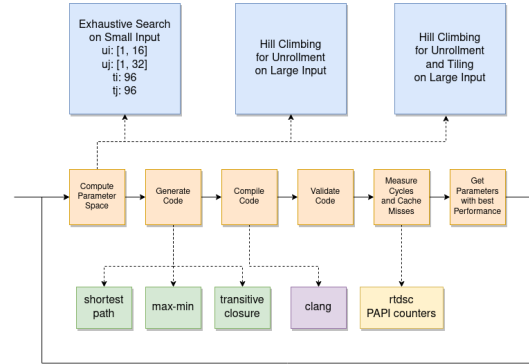 Exhaustive Search
on Small Input
ui: [1, 16]
uj: [1, 32]
ti: 96
tj: 96
Hill Climbing
for Unrollment
on Large Input
Hill Climbing
for Unrollment
and Tiling
on Large Input
Compute
Parameter
Space
Generate
Code
Compile
Code
Validate
Code
Measure
Cycles
and Cache
Misses
Get
Parameters
with best
Performance
shortest
path
max-min
transitive
closure
clang
rtdsc
PAPI counters